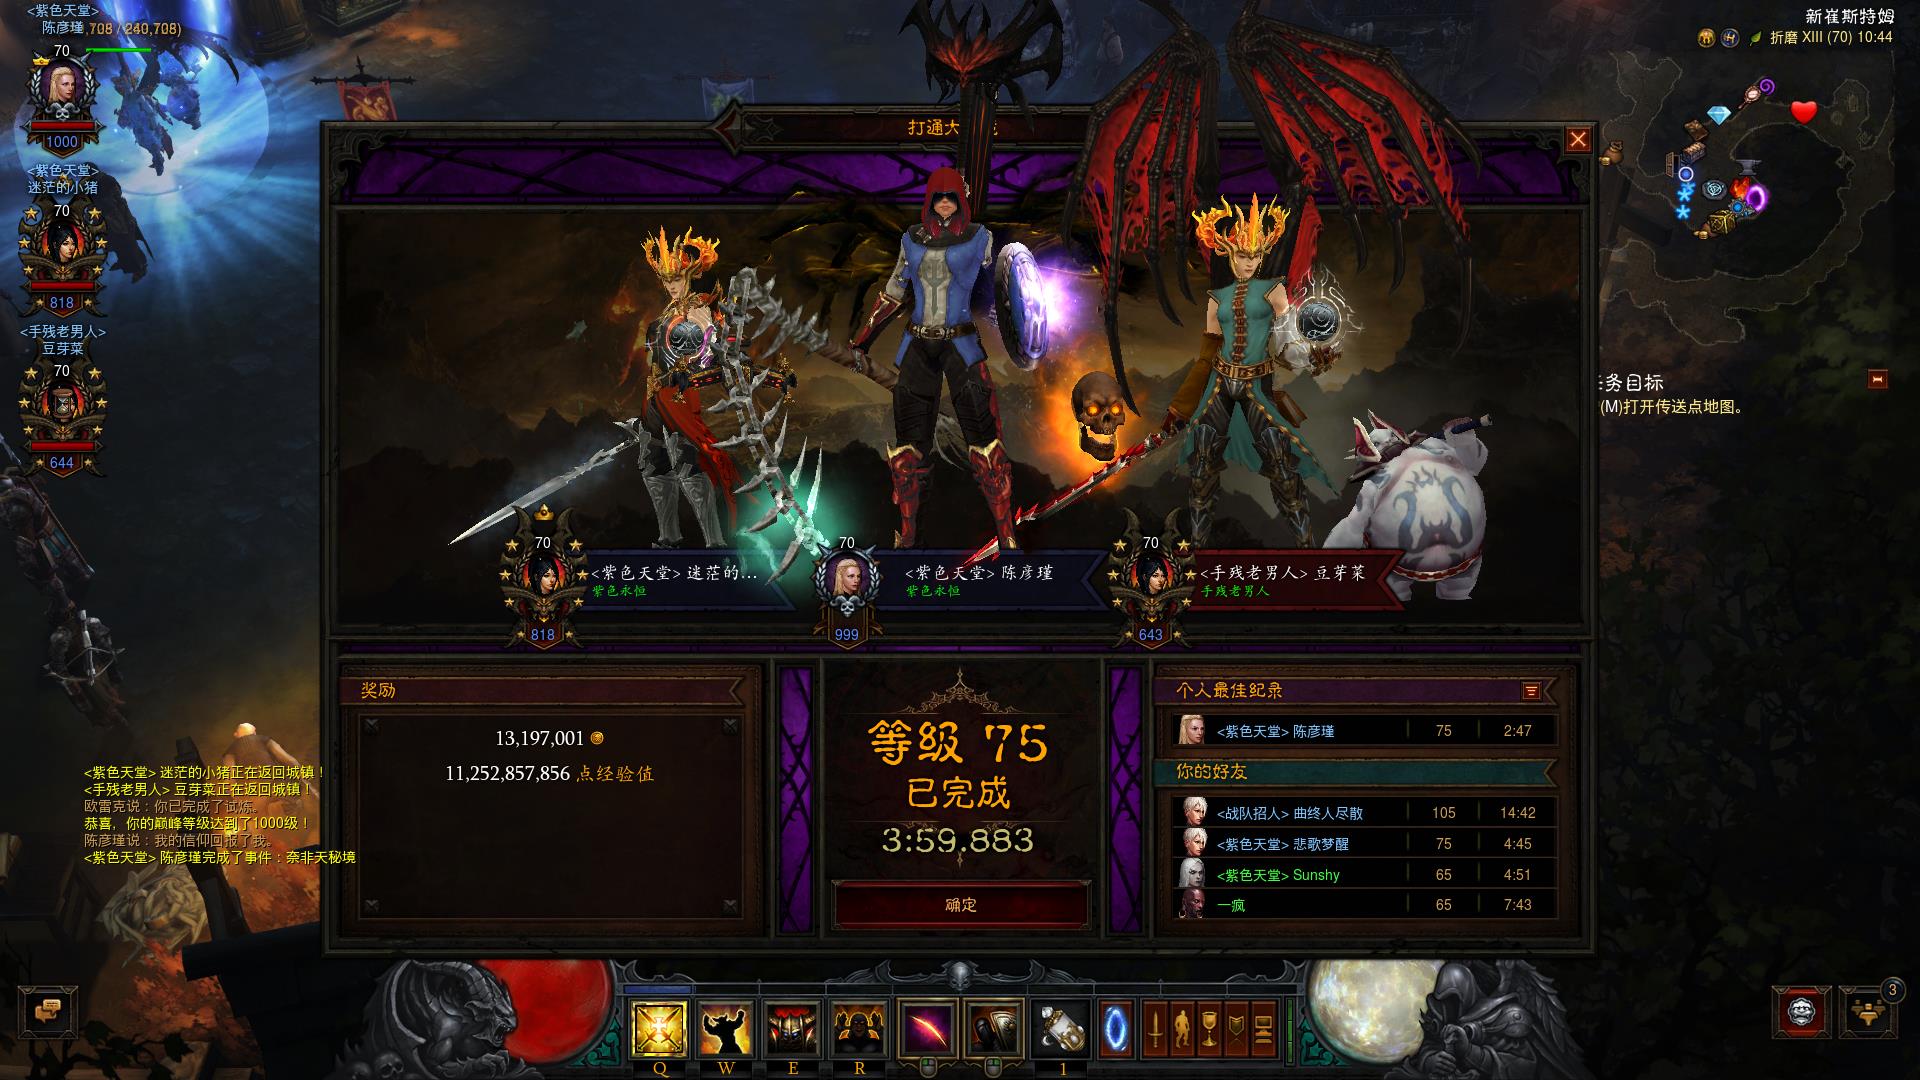 <紫色天堂>
陈彦瑾,708 / 240,708)
70
1000
<紫色天堂>
迷茫的小猪
70
818
<手残老男人>
豆芽菜
70
644
新崔斯特姆
折磨 XIII (70) 10:44
务目标
(M)打开传送点地图。
打通大
70
<紫色天堂> 迷茫的...
紫色永恒
818
70
<紫色天堂> 陈彦瑾
紫色永恒
999
70
<手残老男人> 豆芽菜
手残老男人
643
奖励
13,197,001
11,252,857,856 点经验值
等级 75
已完成
3:59.883
确定
个人最佳纪录
<紫色天堂> 陈彦瑾 75 2:47
你的好友
<战队招人> 曲终人尽散 105 14:42
<紫色天堂> 悲歌梦醒 75 4:45
<紫色天堂> Sunshy 65 4:51
一疯 65 7:43
<紫色天堂> 迷茫的小猪正在返回城镇！
<手残老男人> 豆芽菜正在返回城镇！
欧雷克说：你已完成了试炼。
恭喜，你的巅峰等级达到了1000级！
陈彦瑾说：我的信仰回报了我。
<紫色天堂> 陈彦瑾完成了事件：奈非天秘境
Q W E R 1
3